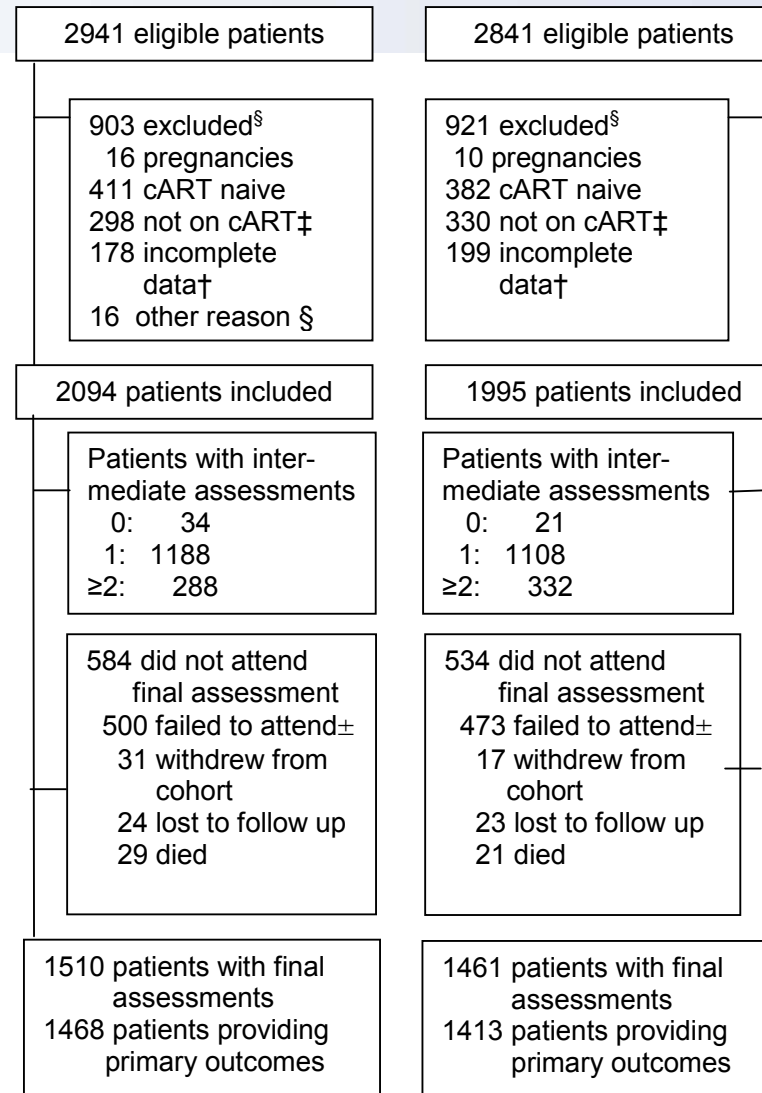 2941 eligible patients
903 excluded§
16 pregnancies
411 cART naive
298 not on cART‡
178 incomplete
data†
16 other reason §
2094 patients included
Patients with inter-
mediate assessments
0: 34
1: 1188
≥2: 288
584 did not attend
final assessment
500 failed to attend±
31 withdrew from
cohort
24 lost to follow up
29 died
1510 patients with final
assessments
1468 patients providing
primary outcomes
2841 eligible patients
921 excluded§
10 pregnancies
382 cART naive
330 not on cART‡
199 incomplete
data†
1995 patients included
Patients with inter-
mediate assessments
0: 21
1: 1108
≥2: 332
534 did not attend
final assessment
473 failed to attend±
17 withdrew from
cohort
23 lost to follow up
21 died
1461 patients with final
assessments
1413 patients providing
primary outcomes